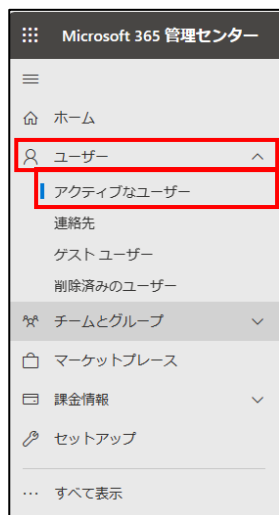 Microsoft 365 管理センター
ホーム
ユーザー
アクティブなユーザー
連絡先
ゲスト ユーザー
削除済みのユーザー
チームとグループ
マーケットプレース
課金情報
セットアップ
… すべて表示